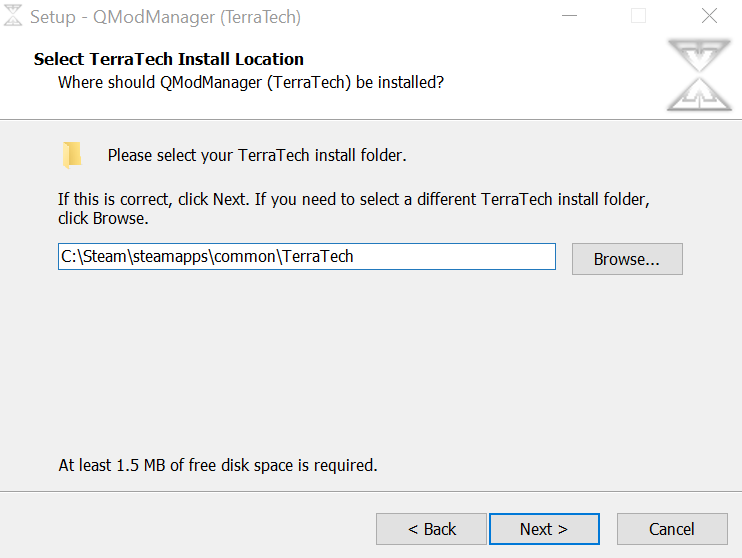 Setup - QModManager (TerraTech)
Select TerraTech Install Location
Where should QModManager (TerraTech) be installed?
Please select your TerraTech install folder.
If this is correct, click Next. If you need to select a different TerraTech install folder,
click Browse.
C:\Steam\steamapps\common\TerraTech
Browse...
At least 1.5 MB of free disk space is required.
< Back
Next >
Cancel